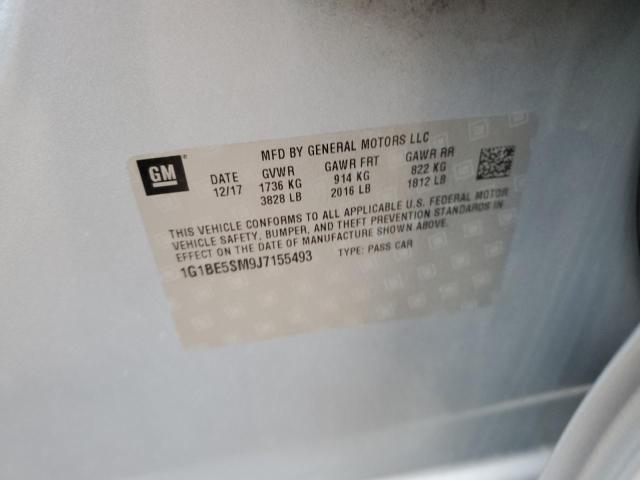 GM
MFD BY GENERAL MOTORS LLC
DATE GVWR GAWR FRT GAWR RR
12/17 1736 KG 914 KG 822 KG
3828 LB 2016 LB 1812 LB
THIS VEHICLE CONFORMS TO ALL APPLICABLE U.S. FEDERAL MOTOR
VEHICLE SAFETY, BUMPER, AND THEFT PREVENTION STANDARDS IN
EFFECT ON THE DATE OF MANUFACTURE SHOWN ABOVE.
1G1BE5SM9J7155493 TYPE: PASS CAR